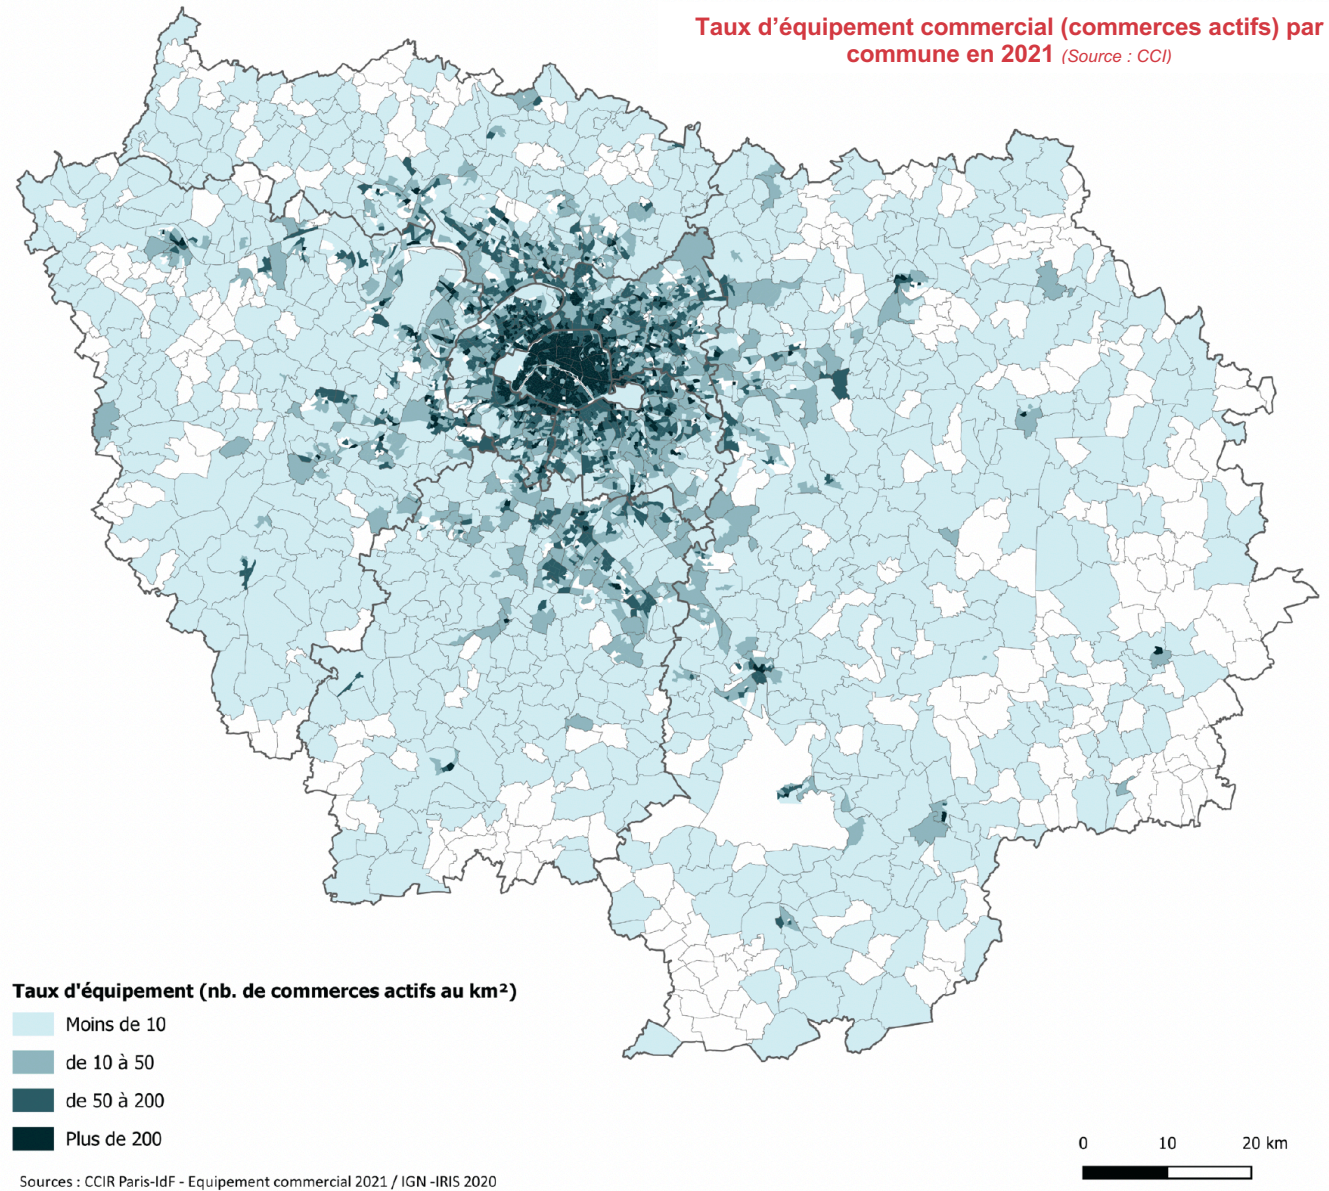 Taux d’équipement commercial (commerces actifs) par
commune en 2021 (Source : CCI)
Taux d'équipement (nb. de commerces actifs au km²)
Moins de 10
de 10 à 50
de 50 à 200
Plus de 200
0 10 20 km
Sources : CCIR Paris-IdF - Equipement commercial 2021 / IGN -IRIS 2020